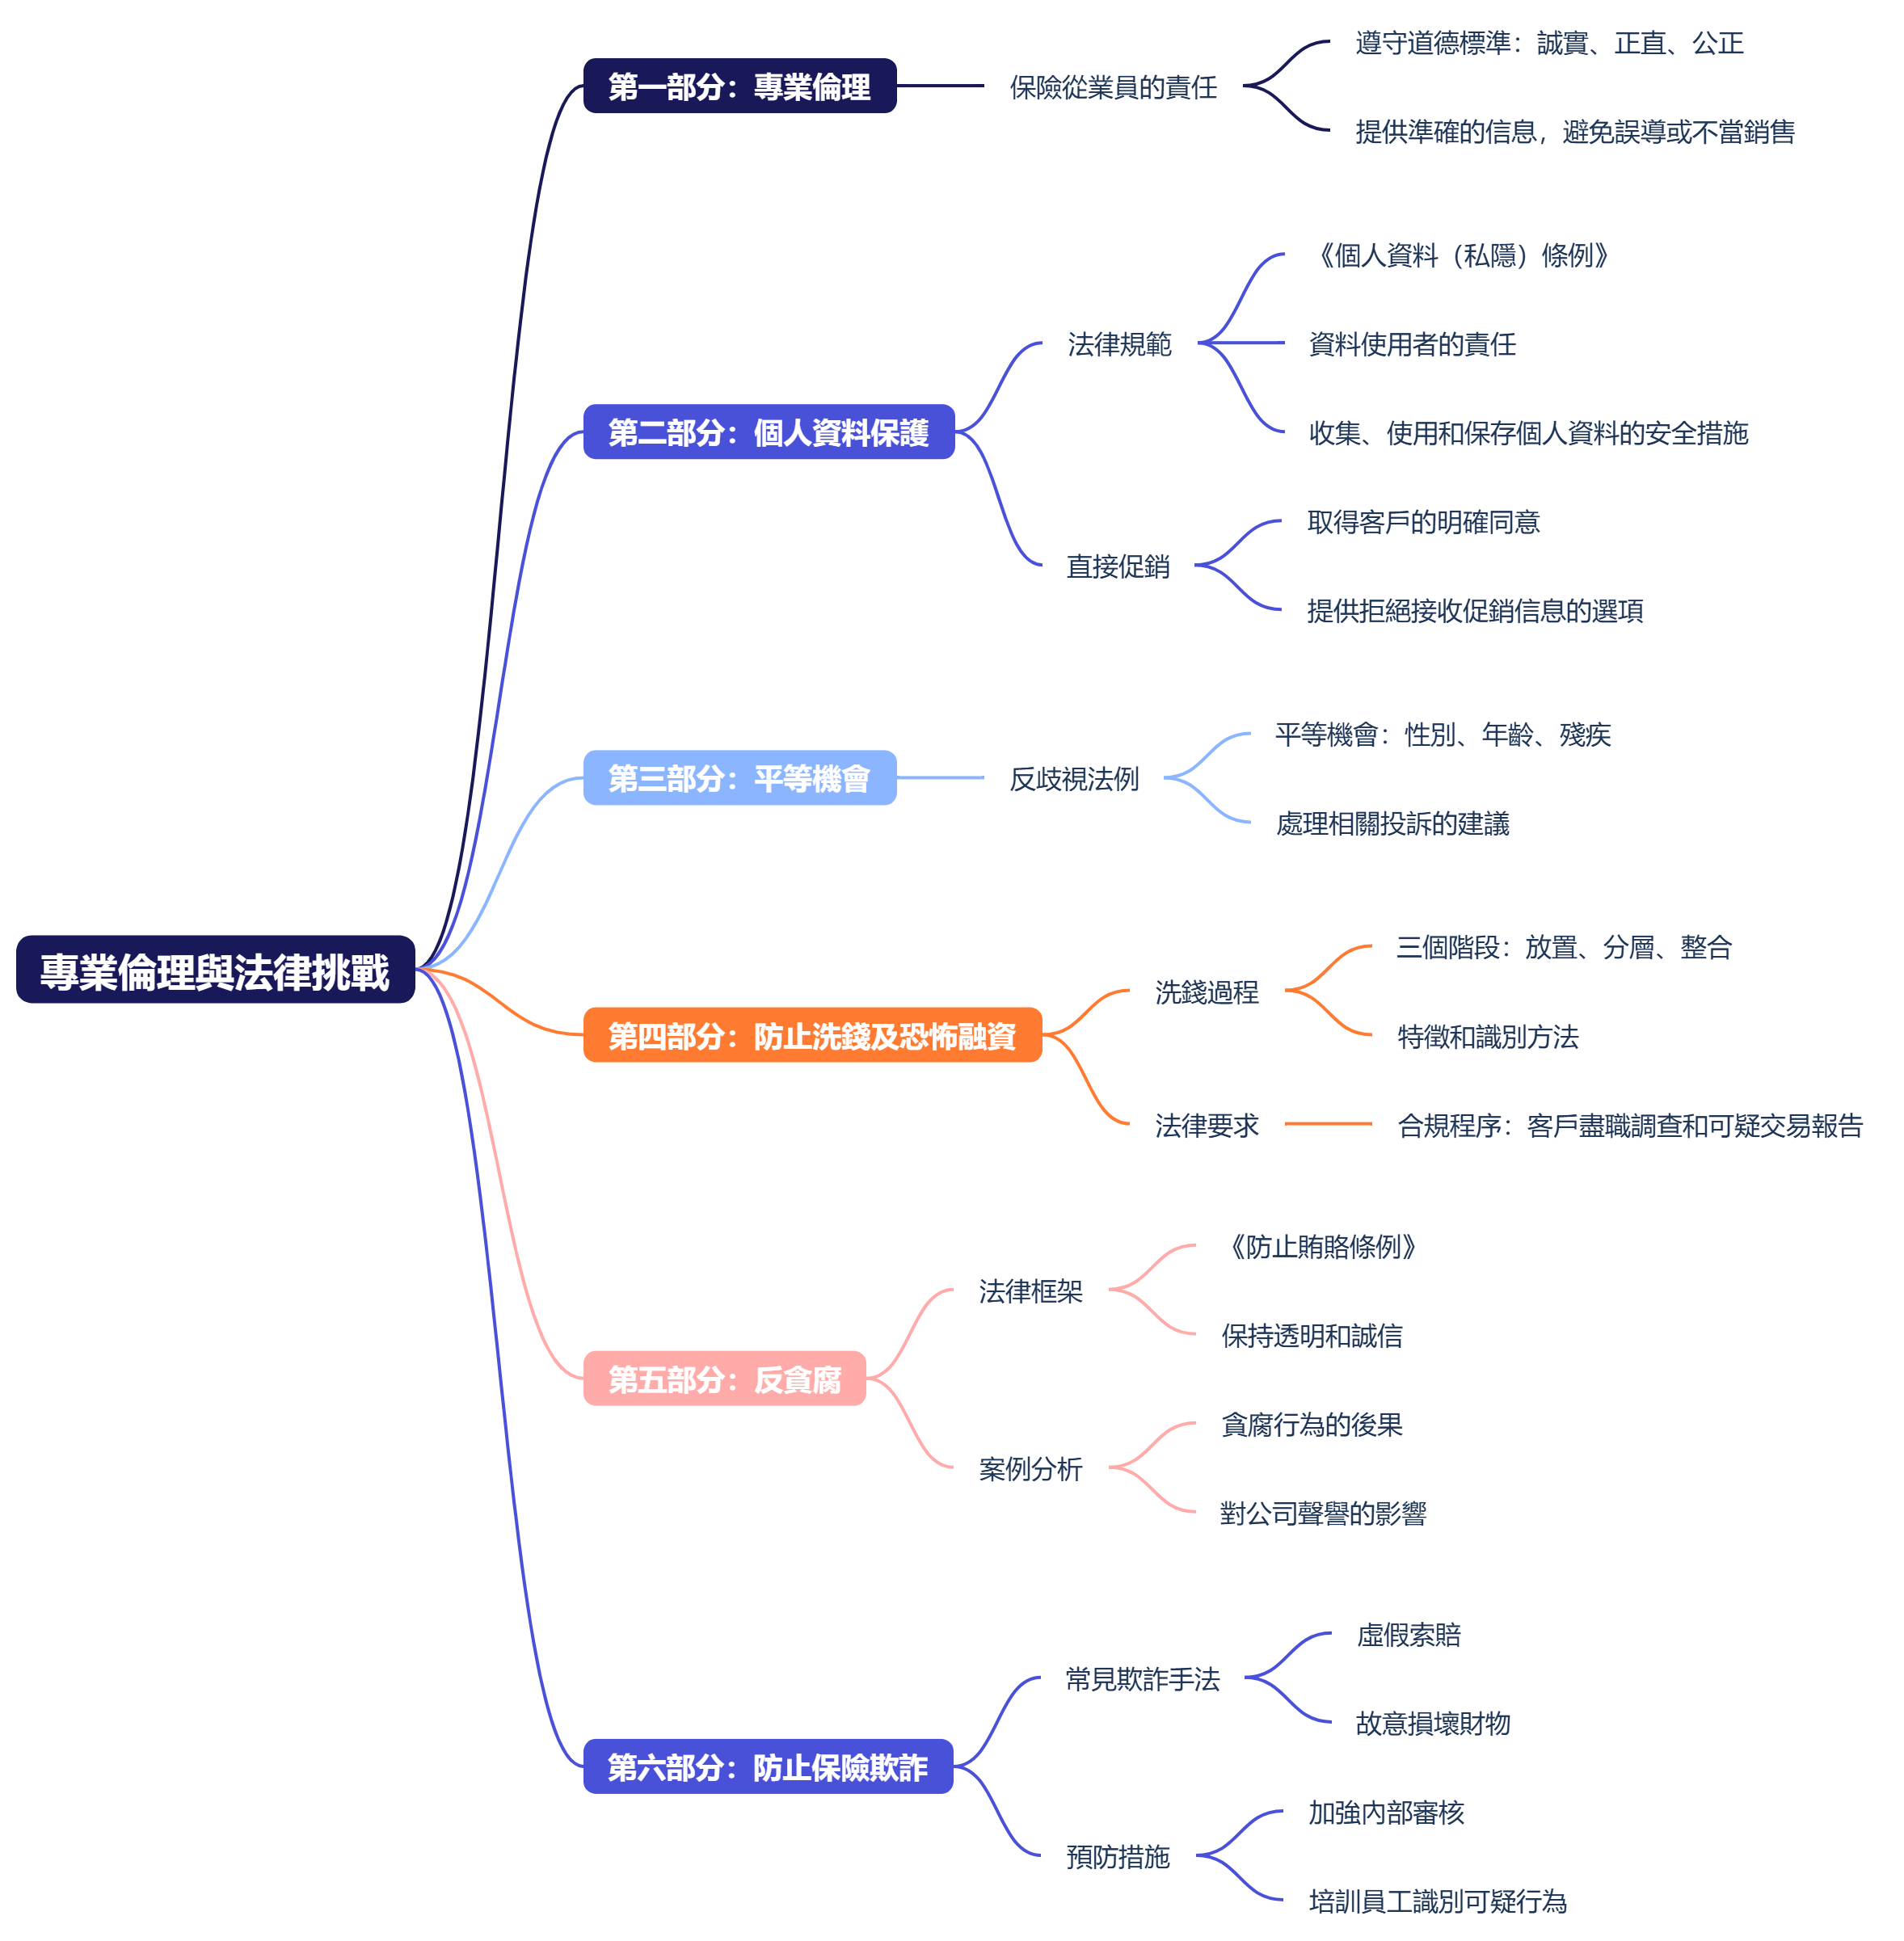 專業倫理與法律挑戰
第一部分：專業倫理
保險從業員的責任
遵守道德標準：誠實、正直、公正
提供準確的信息，避免誤導或不當銷售
第二部分：個人資料保護
法律規範
《個人資料（私隱）條例》
資料使用者的責任
收集、使用和保存個人資料的安全措施
直接促銷
取得客戶的明確同意
提供拒絕接收促銷信息的選項
第三部分：平等機會
反歧視法例
平等機會：性別、年齡、殘疾
處理相關投訴的建議
第四部分：防止洗錢及恐怖融資
洗錢過程
三個階段：放置、分層、整合
特徵和識別方法
法律要求
合規程序：客戶盡職調查和可疑交易報告
第五部分：反貪腐
法律框架
《防止賄賂條例》
保持透明和誠信
案例分析
貪腐行為的後果
對公司聲譽的影響
第六部分：防止保險欺詐
常見欺詐手法
虛假索賠
故意損壞財物
預防措施
加強內部審核
培訓員工識別可疑行為